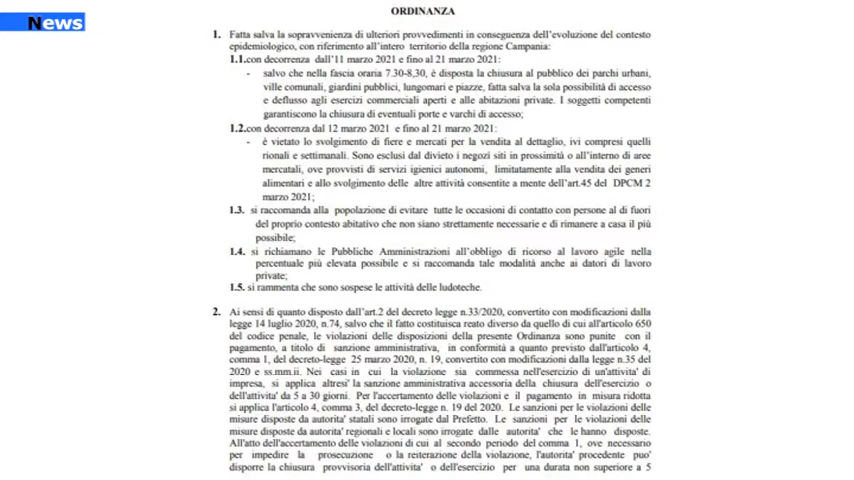 News
ORDINANZA
1. Fatta salva la sopravvenienza di ulteriori provvedimenti in conseguenza dell'evoluzione del contesto
epidemiologico, con riferimento all'intero territorio della regione Campania:
1.1.con decorrenza dall'11 marzo 2021 e fino al 21 marzo 2021:
- salvo che nella fascia oraria 7.30-8,30, è disposta la chiusura al pubblico dei parchi urbani,
ville comunali, giardini pubblici, lungomari e piazze, fatta salva la sola possibilità di accesso
e deflusso agli esercizi commerciali aperti e alle abitazioni private. I soggetti competenti
garantiscono la chiusura di eventuali porte e varchi di accesso;
1.2.con decorrenza dal 12 marzo 2021 e fino al 21 marzo 2021:
- è vietato lo svolgimento di fiere e mercati per la vendita al dettaglio, ivi compresi quelli
rionali e settimanali. Sono esclusi dal divieto i negozi siti in prossimità o all'interno di aree
mercatali, ove provvisti di servizi igienici autonomi, limitatamente alla vendita dei generi
alimentari e allo svolgimento delle altre attività consentite a mente dell'art.45 del DPCM 2
marzo 2021;
1.3. si raccomanda alla popolazione di evitare tutte le occasioni di contatto con persone al di fuori
del proprio contesto abitativo che non siano strettamente necessarie e di rimanere a casa il più
possibile;
1.4. si richiamano le Pubbliche Amministrazioni all'obbligo di ricorso al lavoro agile nella
percentuale più elevata possibile e si raccomanda tale modalità anche ai datori di lavoro
privati;
1.5. si rammenta che sono sospese le attività delle ludoteche.
2. Ai sensi di quanto disposto dall'art.2 del decreto legge n.33/2020, convertito con modificazioni dalla
legge 14 luglio 2020, n.74, salvo che il fatto costituisca reato diverso da quello di cui all'articolo 650
del codice penale, le violazioni delle disposizioni della presente Ordinanza sono punite con il
pagamento, a titolo di sanzione amministrativa, in conformità a quanto previsto dall'articolo 4,
comma 1, del decreto-legge 25 marzo 2020, n. 19, convertito con modificazioni dalla legge n.35 del
2020 e ss.mm.ii. Nei casi in cui la violazione sia commessa nell'esercizio di un'attivita' di
impresa, si applica altresi' la sanzione amministrativa accessoria della chiusura dell'esercizio o
dell'attivita' da 5 a 30 giorni. Per l'accertamento delle violazioni e il pagamento in misura ridotta
si applica l'articolo 4, comma 3, del decreto-legge n. 19 del 2020. Le sanzioni per le violazioni delle
misure disposte da autorita' statali sono irrogate dal Prefetto. Le sanzioni per le violazioni delle
misure disposte da autorita' regionali e locali sono irrogate dalle autorita' che le hanno disposte.
All'atto dell'accertamento delle violazioni di cui al secondo periodo del comma 1, ove necessario
per impedire la prosecuzione o la reiterazione della violazione, l'autorita' procedente puo'
disporre la chiusura provvisoria dell'attivita' o dell'esercizio per una durata non superiore a 5